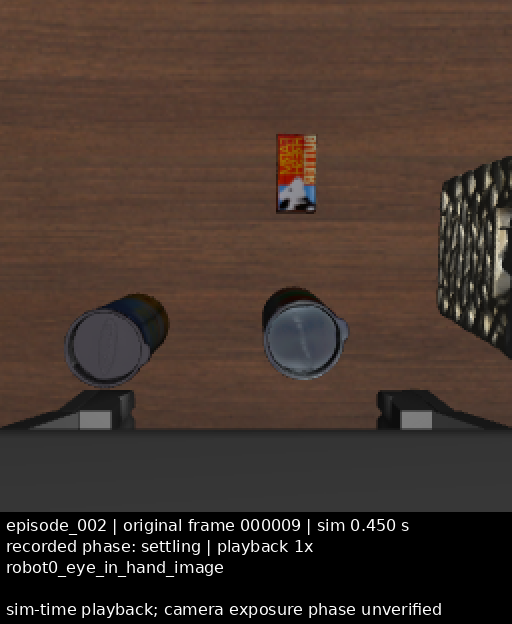 BUTTER
episode_002 | original frame 000009 | sim 0.450 s
recorded phase: settling | playback 1x
robot0_eye_in_hand_image
sim-time playback; camera exposure phase unverified